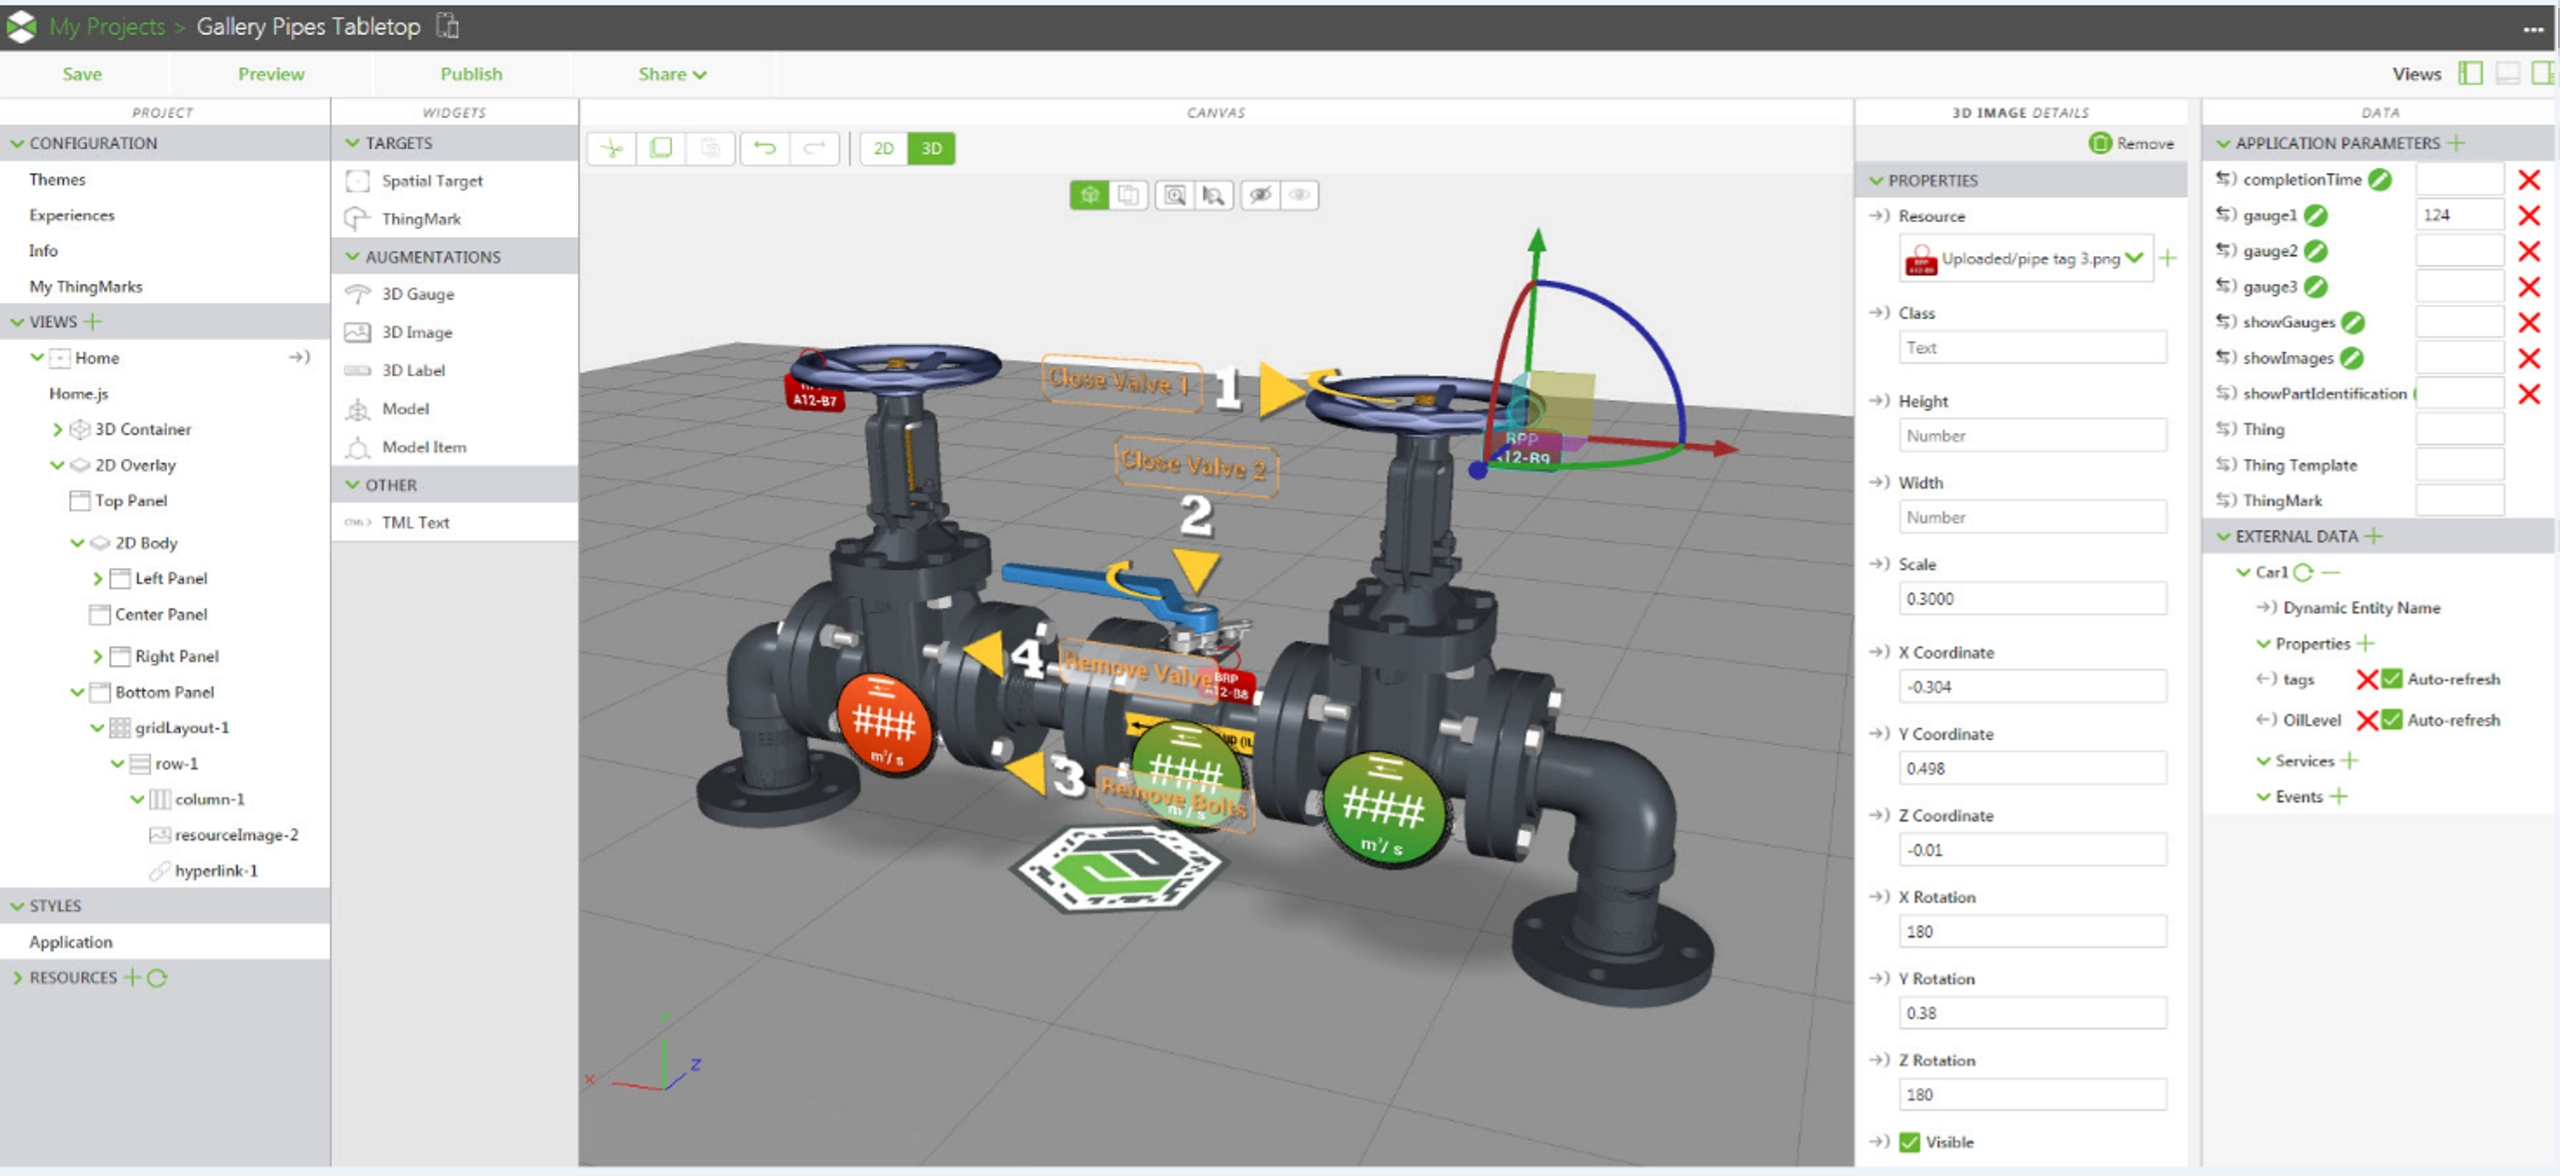 My Projects > Gallery Pipes Tabletop
Save
Preview
Publish
Share
Views
PROJECT
CONFIGURATION
Themes
Experiences
Info
My ThingMarks
VIEWS
Home
Home.js
3D Container
2D Overlay
Top Panel
2D Body
Left Panel
Center Panel
Right Panel
Bottom Panel
gridLayout-1
row-1
column-1
resourceImage-2
hyperlink-1
STYLES
Application
RESOURCES
WIDGETS
TARGETS
Spatial Target
ThingMark
AUGMENTATIONS
3D Gauge
3D Image
3D Label
Model
Model Item
OTHER
TML Text
CANVAS
2D 3D
A12-B7
Close Valve 1
1
BPP
A12-B9
Close Valve 2
2
4
Remove Valve
BRP
A12-B8
###
m³/ s
###
m³/ s
3
Remove Bolts
###
m³/ s
X
Z
3D IMAGE DETAILS
Remove
PROPERTIES
Resource
Uploaded/pipe tag 3.png
Class
Text
Height
Number
Width
Number
Scale
0.3000
X Coordinate
-0.304
Y Coordinate
0.498
Z Coordinate
-0.01
X Rotation
180
Y Rotation
0.38
Z Rotation
180
Visible
DATA
APPLICATION PARAMETERS
completionTime
gauge1 124
gauge2
gauge3
showGauges
showImages
showPartIdentification
Thing
Thing Template
ThingMark
EXTERNAL DATA
Car1
Dynamic Entity Name
Properties
tags Auto-refresh
OilLevel Auto-refresh
Services
Events